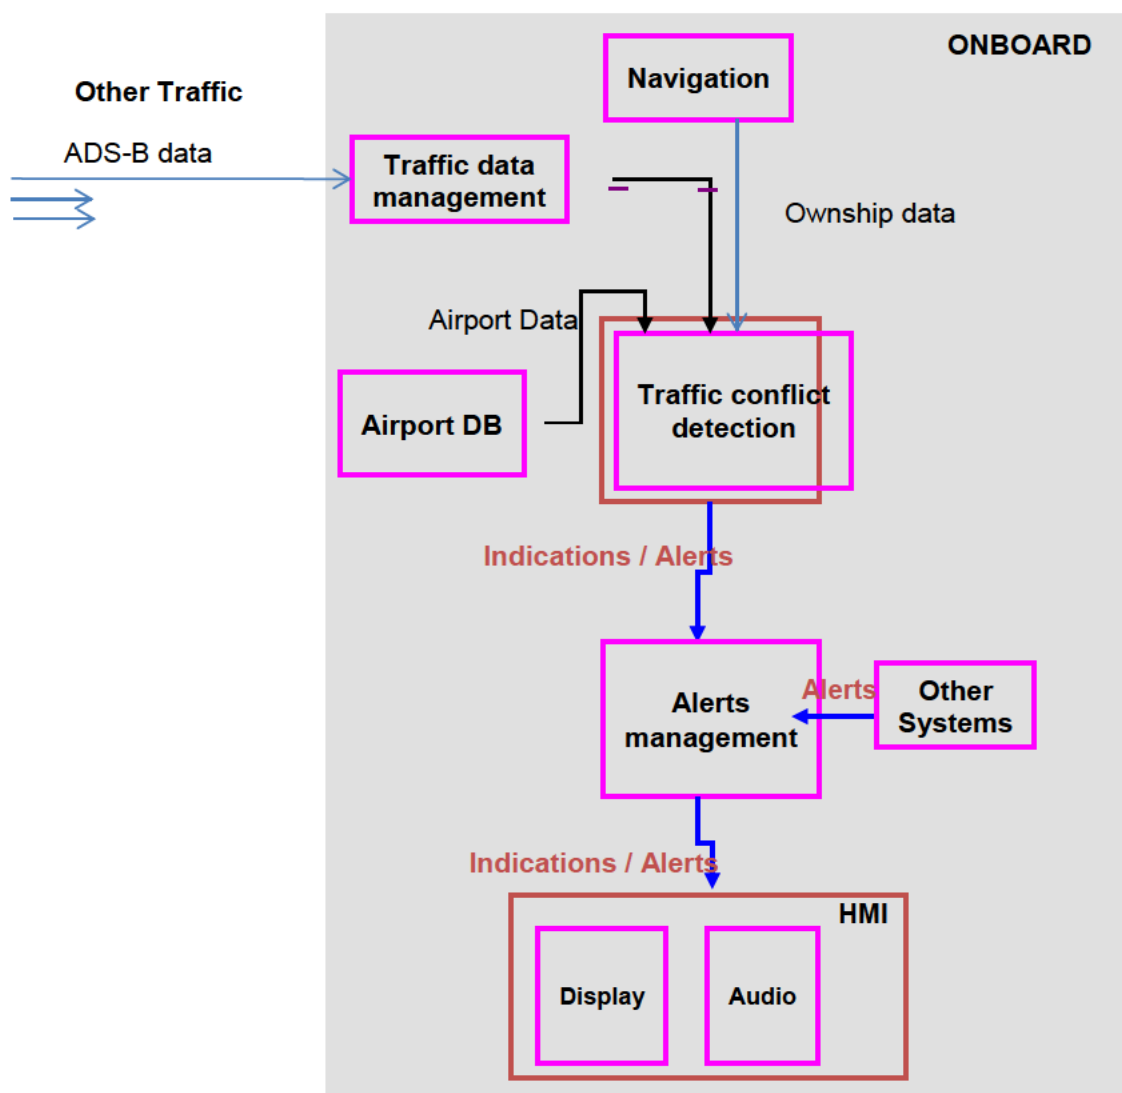 ONBOARD
Navigation
Other Traffic
ADS-B data
Traffic data
management
Ownship data
Airport Data
Traffic conflict
detection
Airport DB
Indications / Alerts
Alerts
Other
Systems
Alerts
management
Indications / Alerts
HMI
Display
Audio